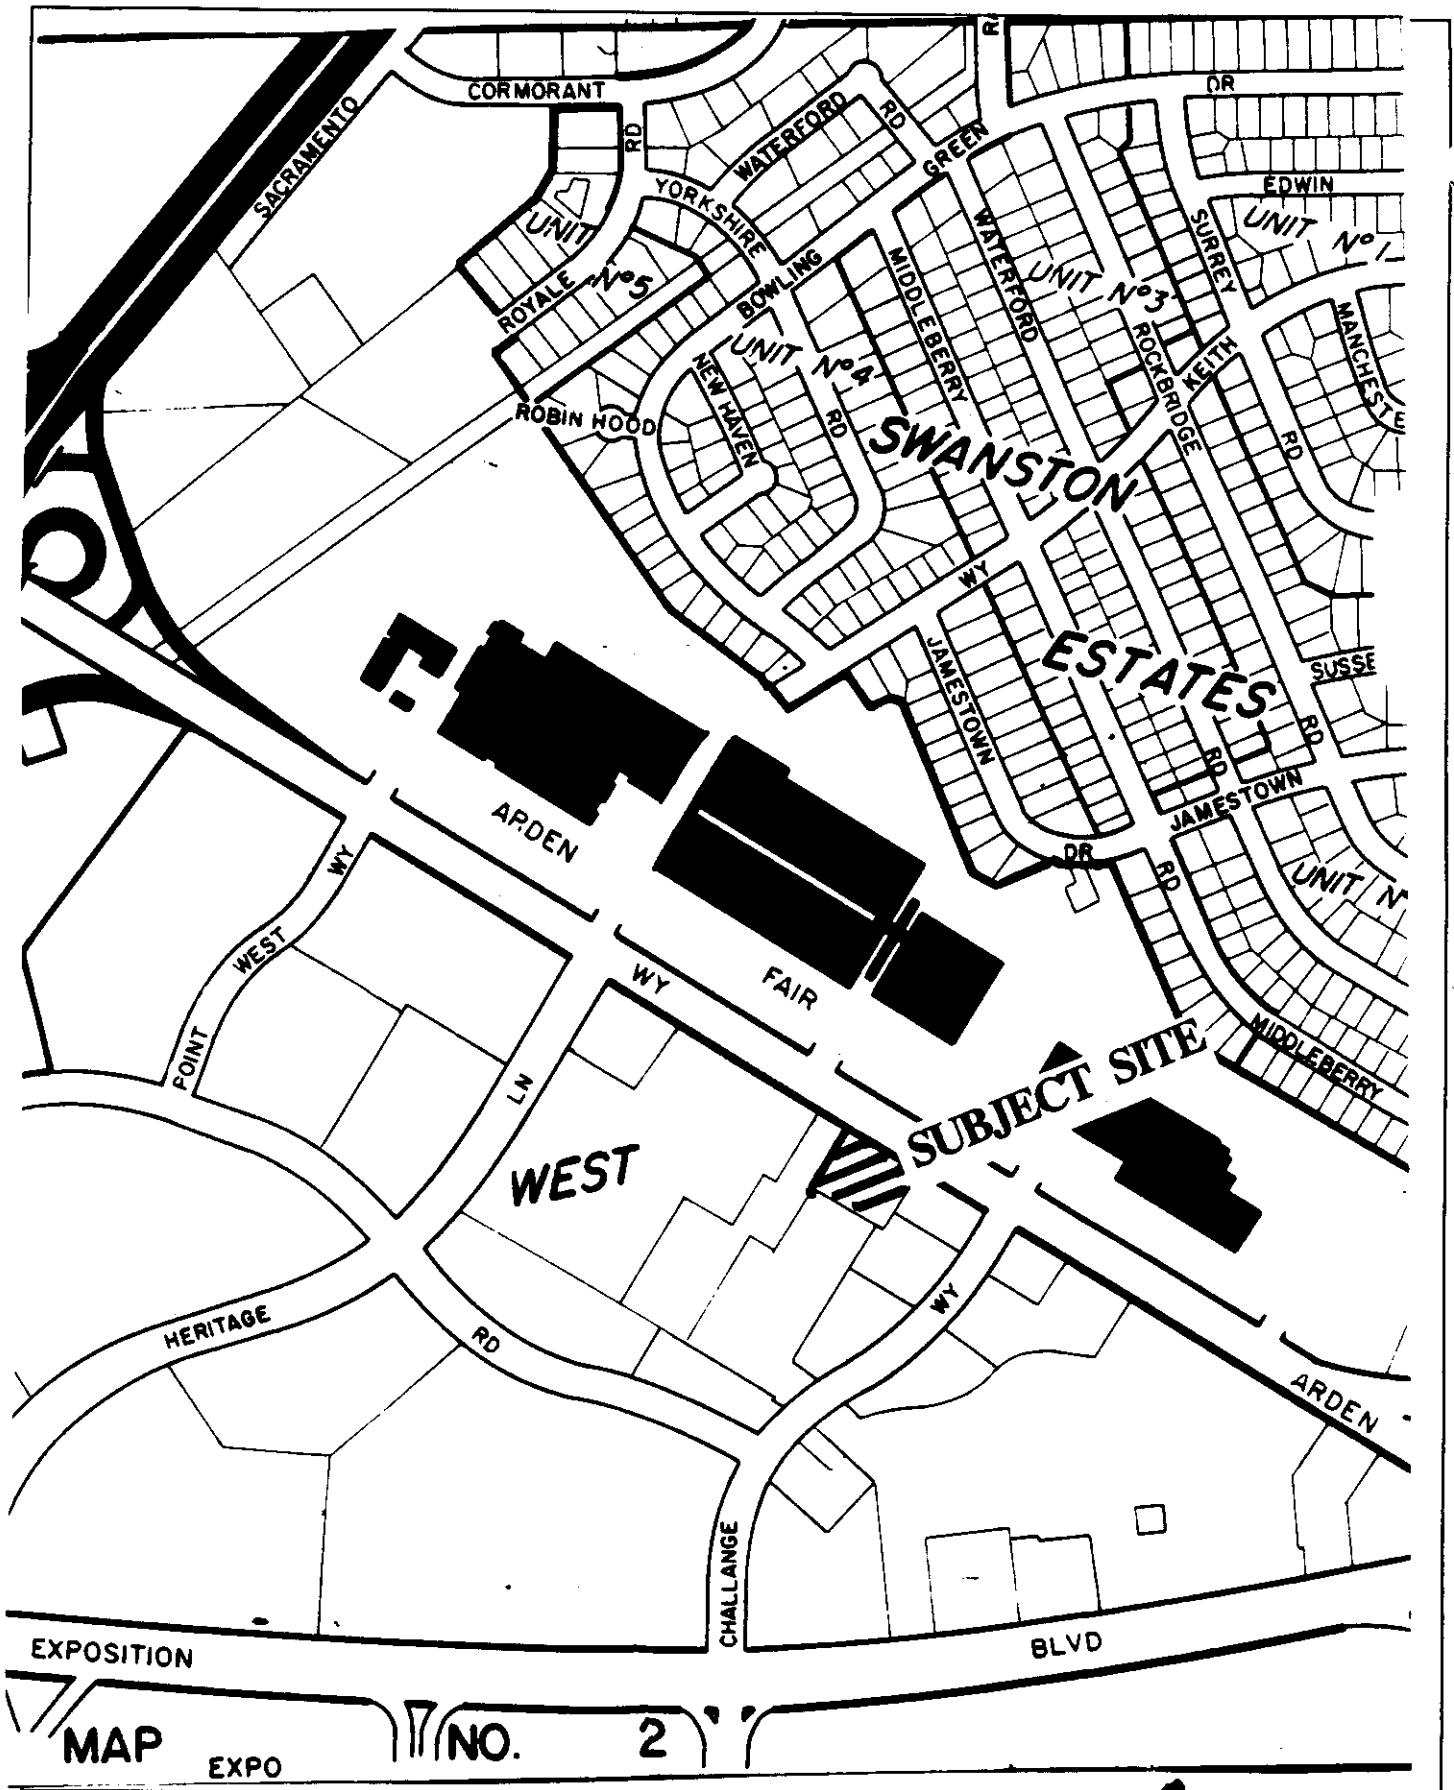 R
CORMORANT
DR
SACRAMENTO
RD
WATERFORD
RD
GREEN
EDWIN
YORKSHIRE
UNIT
Nº5
ROYALE
BOWLING
MIDDLEBERRY
WATERFORD
UNIT Nº3
SURREY
UNIT Nº1
ROCKBRIDGE
KEITH
MANCHESTE
UNIT Nº4
NEW HAVEN
RD
ROBIN HOOD
RD
SWANSTON
WY
JAMESTOWN
ESTATES
SUSSE
RD
RD
JAMESTOWN
DR
RD
UNIT N
ARDEN
WY
WEST
POINT
WY
FAIR
LN
MIDDLEBERRY
SUBJECT SITE
WEST
HERITAGE
RD
WY
ARDEN
CHALLANGE
EXPOSITION
BLVD
MAP NO. 2
EXPO